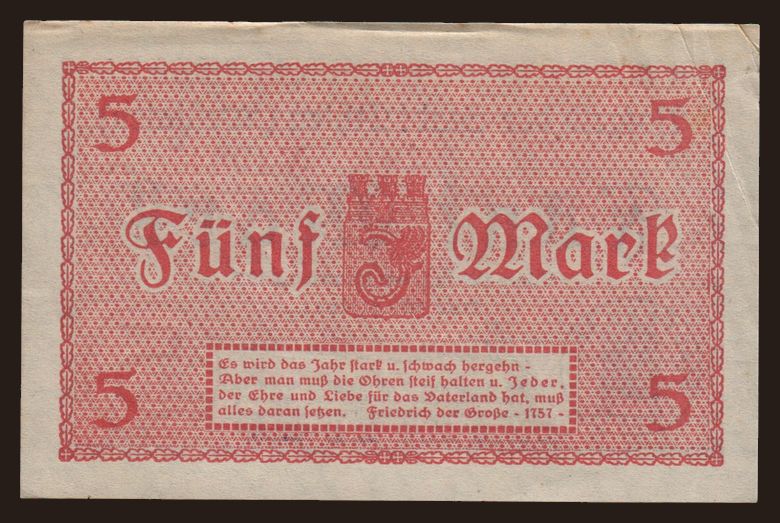 5 5
Fünf Mark
Es wird das Jahr stark u. schwach hergehn -
Aber man muß die Ohren steif halten u. Jeder,
der Ehre und Liebe für das Vaterland hat, muß
alles daran setzen. Friedrich der Große - 1757 -
5 5